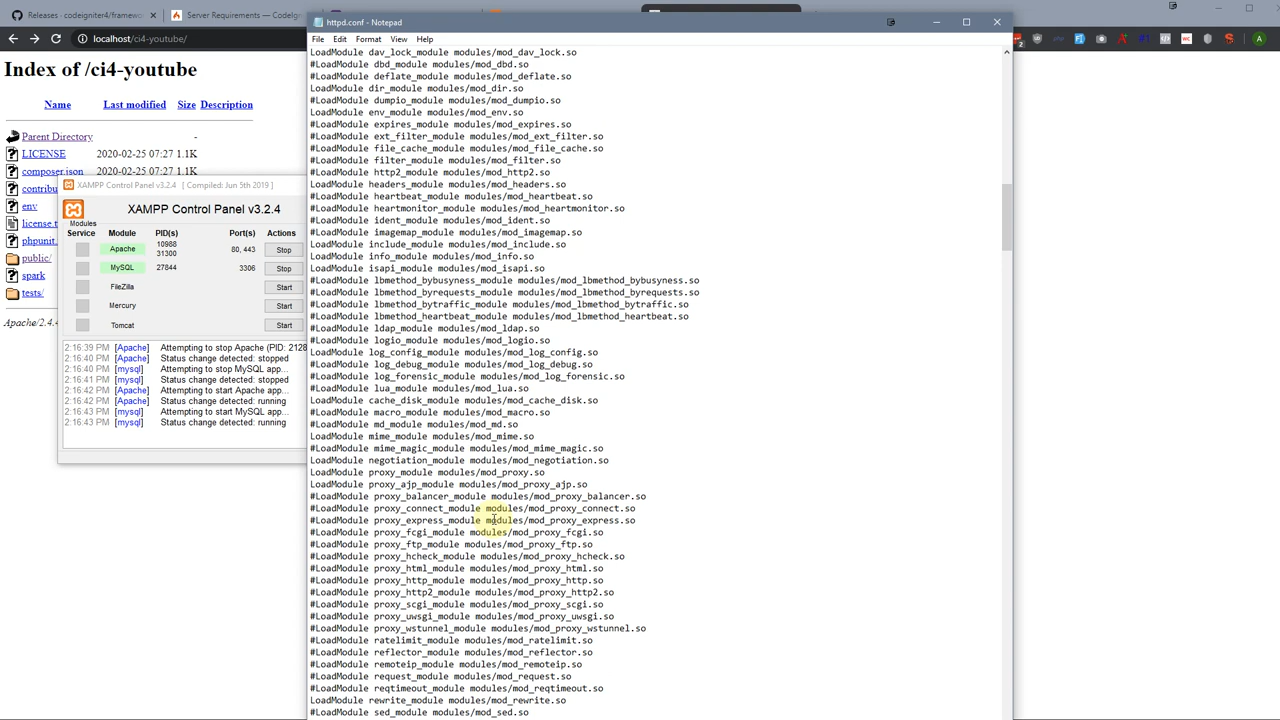 Releases · codeigniter4/framewo
Server Requirements — CodeIgn
httpd.conf - Notepad
localhost/ci4-youtube/
File Edit Format View Help
Index of /ci4-youtube
Name Last modified Size Description
Parent Directory -
LICENSE 2020-02-25 07:27 1.1K
composer.json 2020-02-25 07:27 1.1K
contribu
env
license.t
phpunit.
public/
spark
tests/
Apache/2.4.4
XAMPP Control Panel v3.2.4 [ Compiled: Jun 5th 2019 ]
XAMPP Control Panel v3.2.4
Modules
Service Module PID(s) Port(s) Actions
Apache 10988 31300 80, 443 Stop
MySQL 27844 3306 Stop
FileZilla Start
Mercury Start
Tomcat Start
2:16:39 PM [Apache] Attempting to stop Apache (PID: 2128
2:16:40 PM [Apache] Status change detected: stopped
2:16:40 PM [mysql] Attempting to stop MySQL app...
2:16:41 PM [mysql] Status change detected: stopped
2:16:42 PM [Apache] Attempting to start Apache app...
2:16:42 PM [Apache] Status change detected: running
2:16:43 PM [mysql] Attempting to start MySQL app...
2:16:43 PM [mysql] Status change detected: running
LoadModule dav_lock_module modules/mod_dav_lock.so
#LoadModule dbd_module modules/mod_dbd.so
#LoadModule deflate_module modules/mod_deflate.so
LoadModule dir_module modules/mod_dir.so
#LoadModule dumpio_module modules/mod_dumpio.so
LoadModule env_module modules/mod_env.so
#LoadModule expires_module modules/mod_expires.so
#LoadModule ext_filter_module modules/mod_ext_filter.so
#LoadModule file_cache_module modules/mod_file_cache.so
#LoadModule filter_module modules/mod_filter.so
#LoadModule http2_module modules/mod_http2.so
LoadModule headers_module modules/mod_headers.so
#LoadModule heartbeat_module modules/mod_heartbeat.so
#LoadModule heartmonitor_module modules/mod_heartmonitor.so
#LoadModule ident_module modules/mod_ident.so
#LoadModule imagemap_module modules/mod_imagemap.so
LoadModule include_module modules/mod_include.so
LoadModule info_module modules/mod_info.so
LoadModule isapi_module modules/mod_isapi.so
#LoadModule lbmethod_bybusyness_module modules/mod_lbmethod_bybusyness.so
#LoadModule lbmethod_byrequests_module modules/mod_lbmethod_byrequests.so
#LoadModule lbmethod_bytraffic_module modules/mod_lbmethod_bytraffic.so
#LoadModule lbmethod_heartbeat_module modules/mod_lbmethod_heartbeat.so
#LoadModule ldap_module modules/mod_ldap.so
#LoadModule logio_module modules/mod_logio.so
LoadModule log_config_module modules/mod_log_config.so
#LoadModule log_debug_module modules/mod_log_debug.so
#LoadModule log_forensic_module modules/mod_log_forensic.so
#LoadModule lua_module modules/mod_lua.so
LoadModule cache_disk_module modules/mod_cache_disk.so
#LoadModule macro_module modules/mod_macro.so
#LoadModule md_module modules/mod_md.so
LoadModule mime_module modules/mod_mime.so
#LoadModule mime_magic_module modules/mod_mime_magic.so
LoadModule negotiation_module modules/mod_negotiation.so
LoadModule proxy_module modules/mod_proxy.so
LoadModule proxy_ajp_module modules/mod_proxy_ajp.so
#LoadModule proxy_balancer_module modules/mod_proxy_balancer.so
#LoadModule proxy_connect_module modules/mod_proxy_connect.so
#LoadModule proxy_express_module modules/mod_proxy_express.so
#LoadModule proxy_fcgi_module modules/mod_proxy_fcgi.so
#LoadModule proxy_ftp_module modules/mod_proxy_ftp.so
#LoadModule proxy_hcheck_module modules/mod_proxy_hcheck.so
#LoadModule proxy_html_module modules/mod_proxy_html.so
#LoadModule proxy_http_module modules/mod_proxy_http.so
#LoadModule proxy_http2_module modules/mod_proxy_http2.so
#LoadModule proxy_scgi_module modules/mod_proxy_scgi.so
#LoadModule proxy_uwsgi_module modules/mod_proxy_uwsgi.so
#LoadModule proxy_wstunnel_module modules/mod_proxy_wstunnel.so
#LoadModule ratelimit_module modules/mod_ratelimit.so
#LoadModule reflector_module modules/mod_reflector.so
#LoadModule remoteip_module modules/mod_remoteip.so
#LoadModule request_module modules/mod_request.so
#LoadModule reqtimeout_module modules/mod_reqtimeout.so
LoadModule rewrite_module modules/mod_rewrite.so
#LoadModule sed_module modules/mod_sed.so